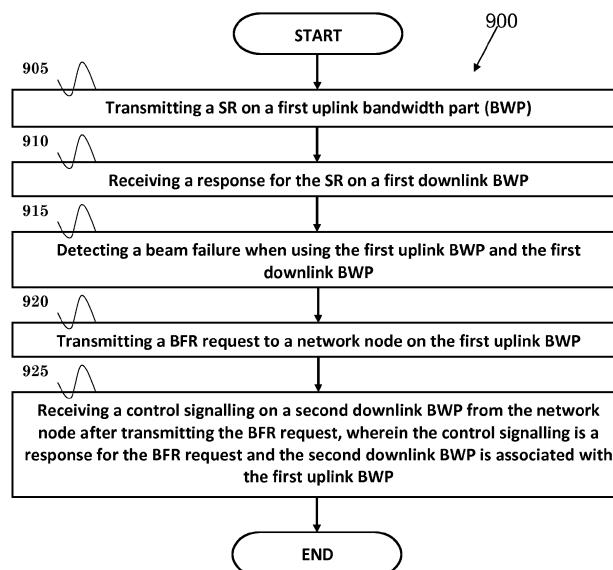 START
900
905
Transmitting a SR on a first uplink bandwidth part (BWP)
910
Receiving a response for the SR on a first downlink BWP
915
Detecting a beam failure when using the first uplink BWP and the first
downlink BWP
920
Transmitting a BFR request to a network node on the first uplink BWP
925
Receiving a control signalling on a second downlink BWP from the network
node after transmitting the BFR request, wherein the control signalling is a
response for the BFR request and the second downlink BWP is associated with
the first uplink BWP
END